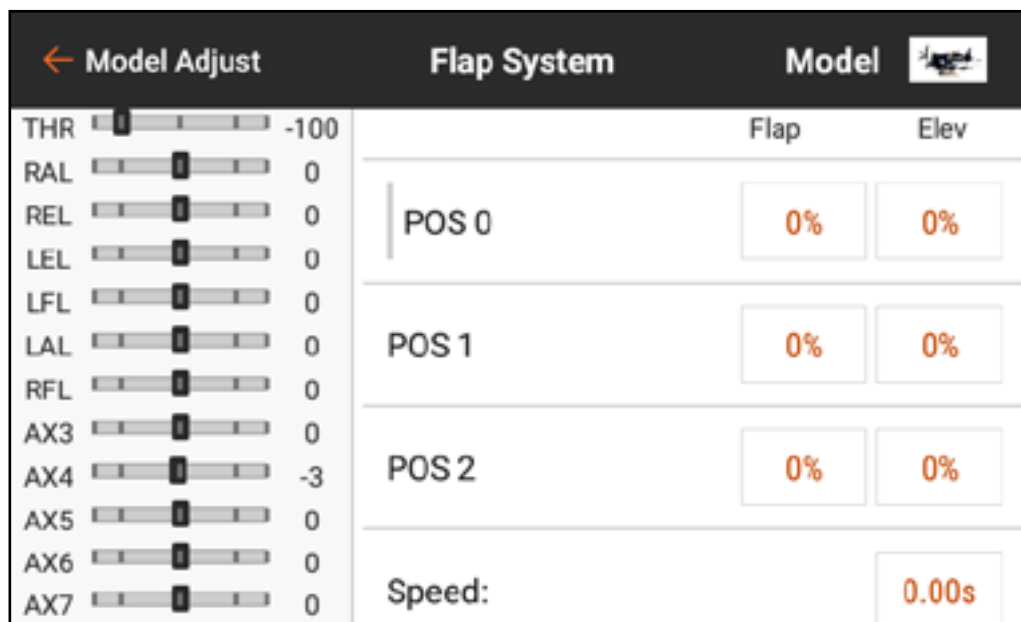 ← Model Adjust Flap System Model
THR -100
RAL 0
REL 0
LEL 0
LFL 0
LAL 0
RFL 0
AX3 0
AX4 -3
AX5 0
AX6 0
AX7 0
Flap Elev
POS 0 0% 0%
POS 1 0% 0%
POS 2 0% 0%
Speed: 0.00s